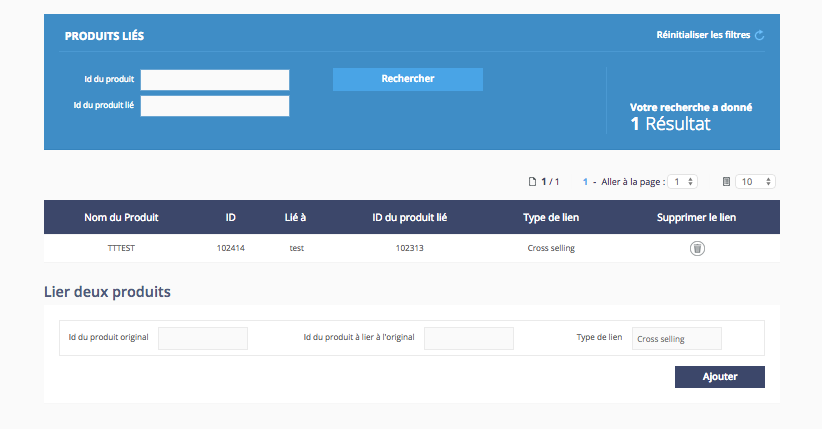 PRODUITS LIÉS
Réinitialiser les filtres
Id du produit
Rechercher
Id du produit lié
Votre recherche a donné
1 Résultat
1 / 1 1 - Aller à la page : 1 10
Nom du Produit ID Lié à ID du produit lié Type de lien Supprimer le lien
TTTEST 102414 test 102313 Cross selling
Lier deux produits
Id du produit original Id du produit à lier à l'original Type de lien Cross selling
Ajouter